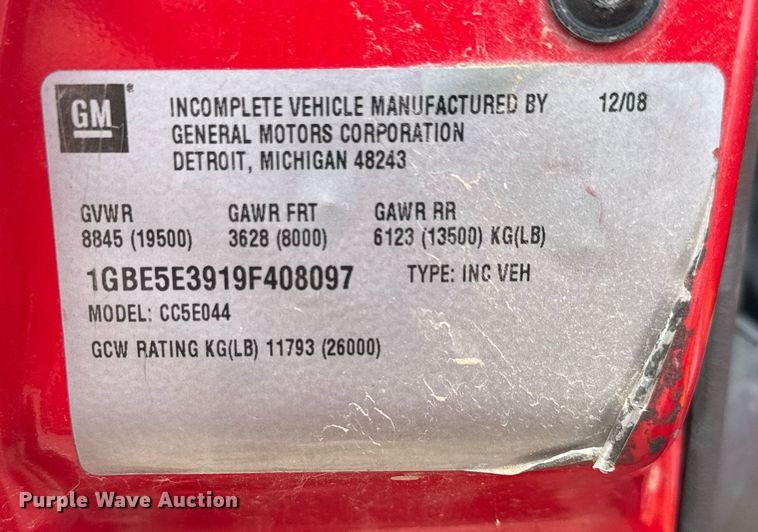 GM
INCOMPLETE VEHICLE MANUFACTURED BY 12/08
GENERAL MOTORS CORPORATION
DETROIT, MICHIGAN 48243
GVWR GAWR FRT GAWR RR
8845 (19500) 3628 (8000) 6123 (13500) KG(LB)
1GBE5E3919F408097 TYPE: INC VEH
MODEL: CC5E044
GCW RATING KG(LB) 11793 (26000)
Purple Wave Auction